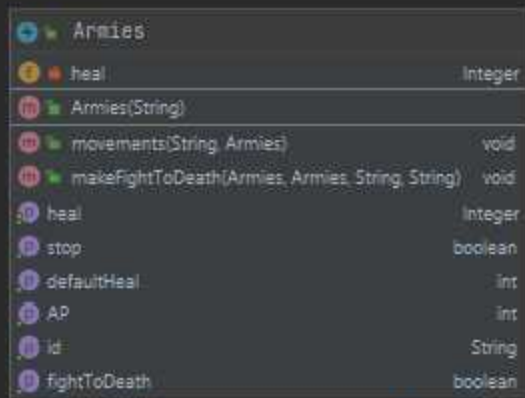 Armies
heal Integer
Armies(String)
movements(String, Armies) void
makeFightToDeath(Armies, Armies, String, String) void
heal Integer
stop boolean
defaultHeal int
AP int
id String
fightToDeath boolean